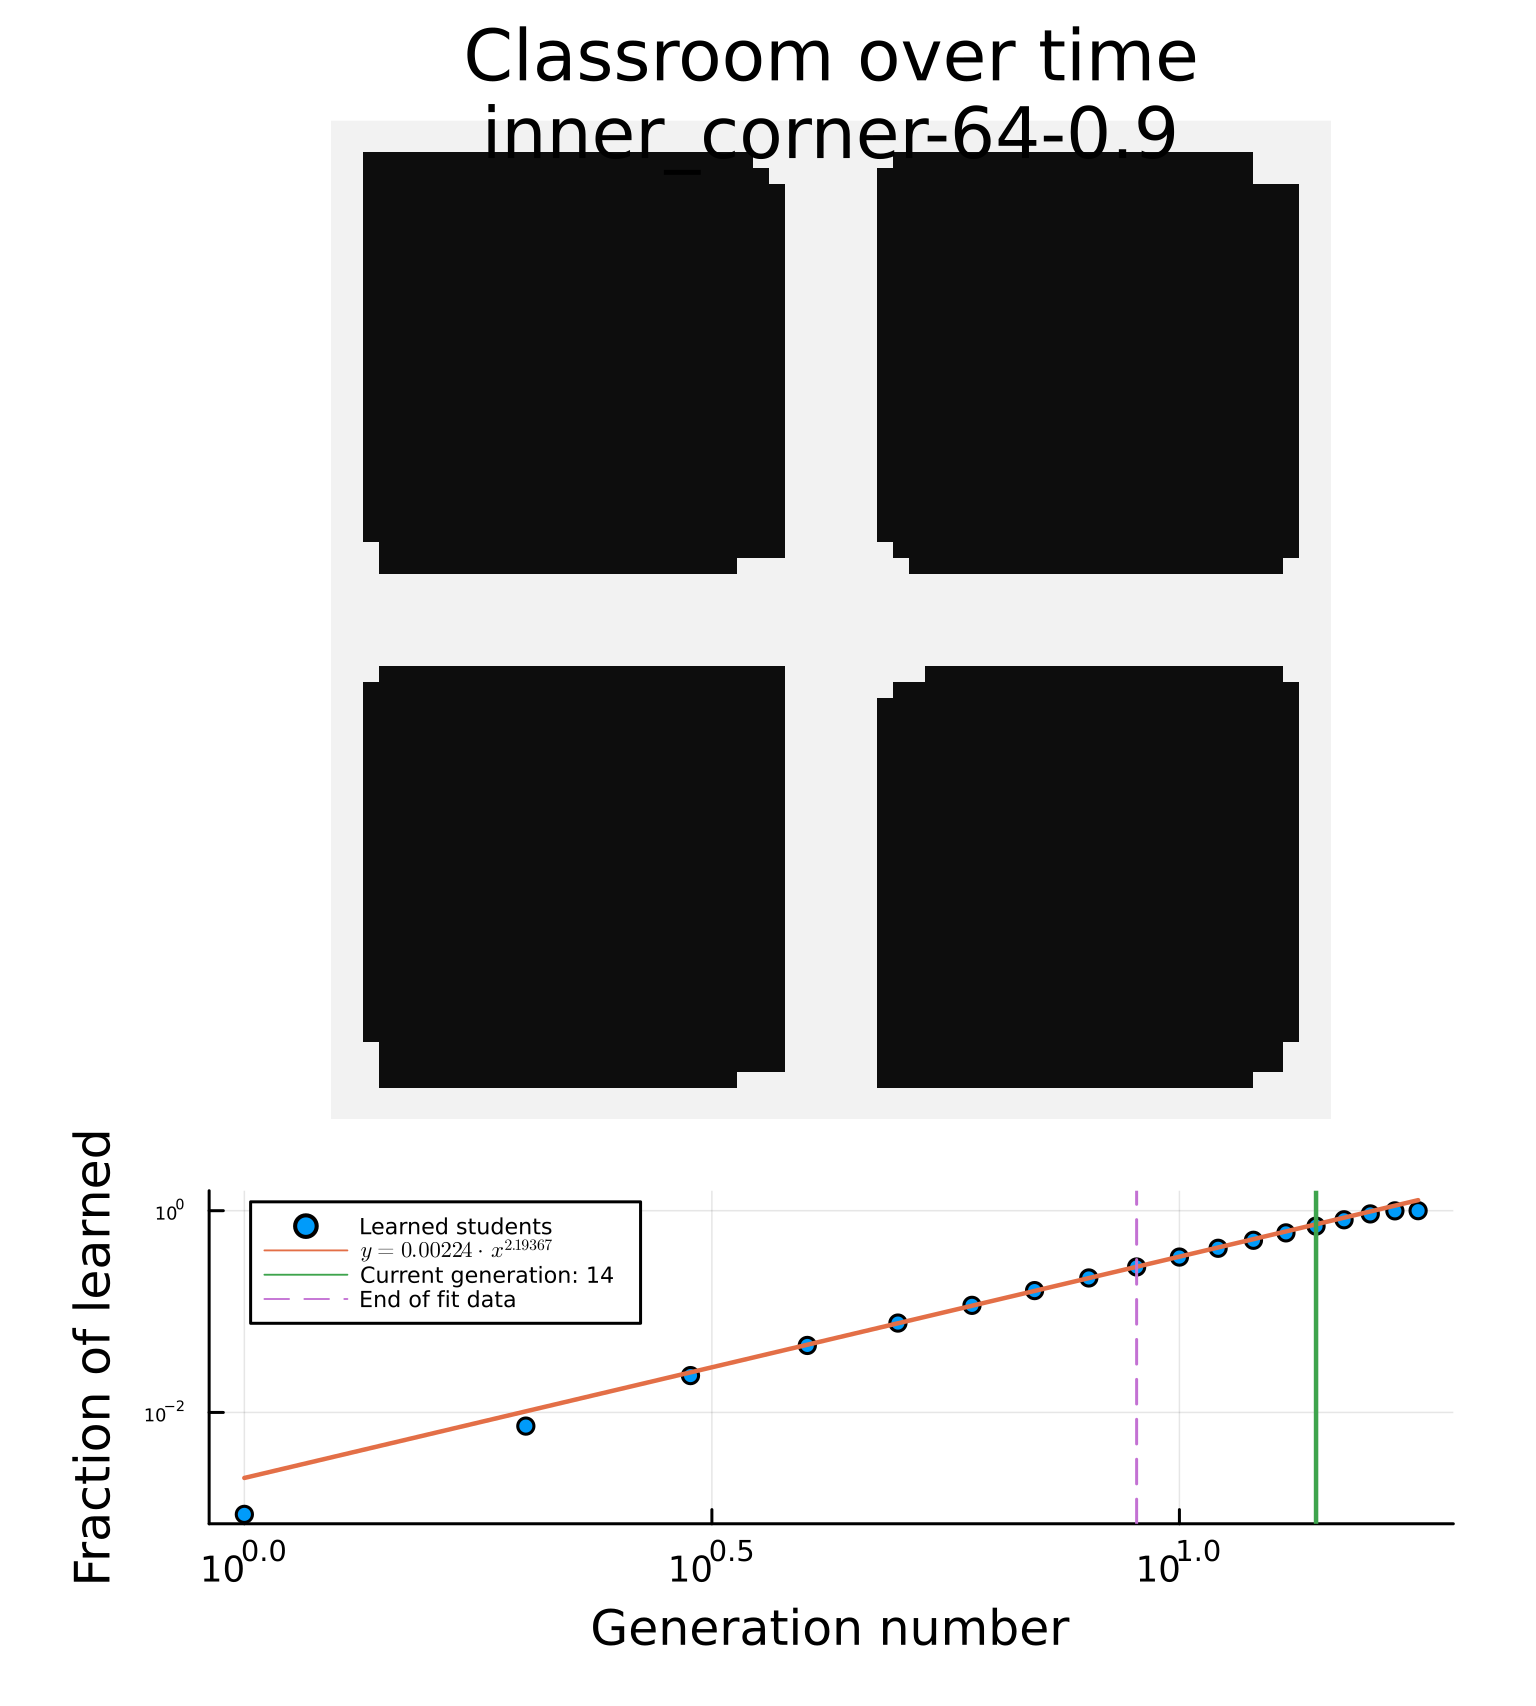 Classroom over time
inner_corner-64-0.9
Fraction of learned
10^0
10^−2
Learned students
y = 0.00224 · x^2.19367
Current generation: 14
End of fit data
10^0.0 10^0.5 10^1.0
Generation number